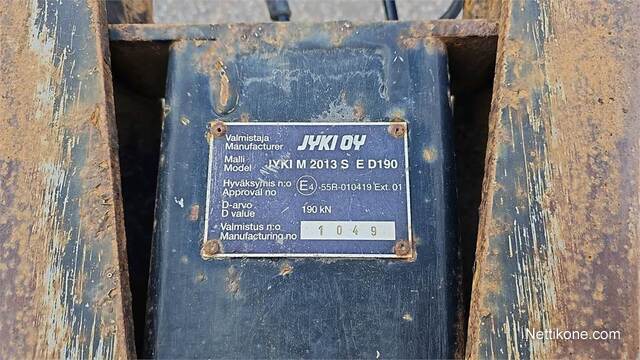 Valmistaja
Manufacturer JYKI OY
Malli
Model JYKI M 2013 S E D190
Hyväksymis n:o
Approval no E4 -55R-010419 Ext. 01
D-arvo
D value 190 kN
Valmistus n:o
Manufacturing no 1049
Nettikone.com